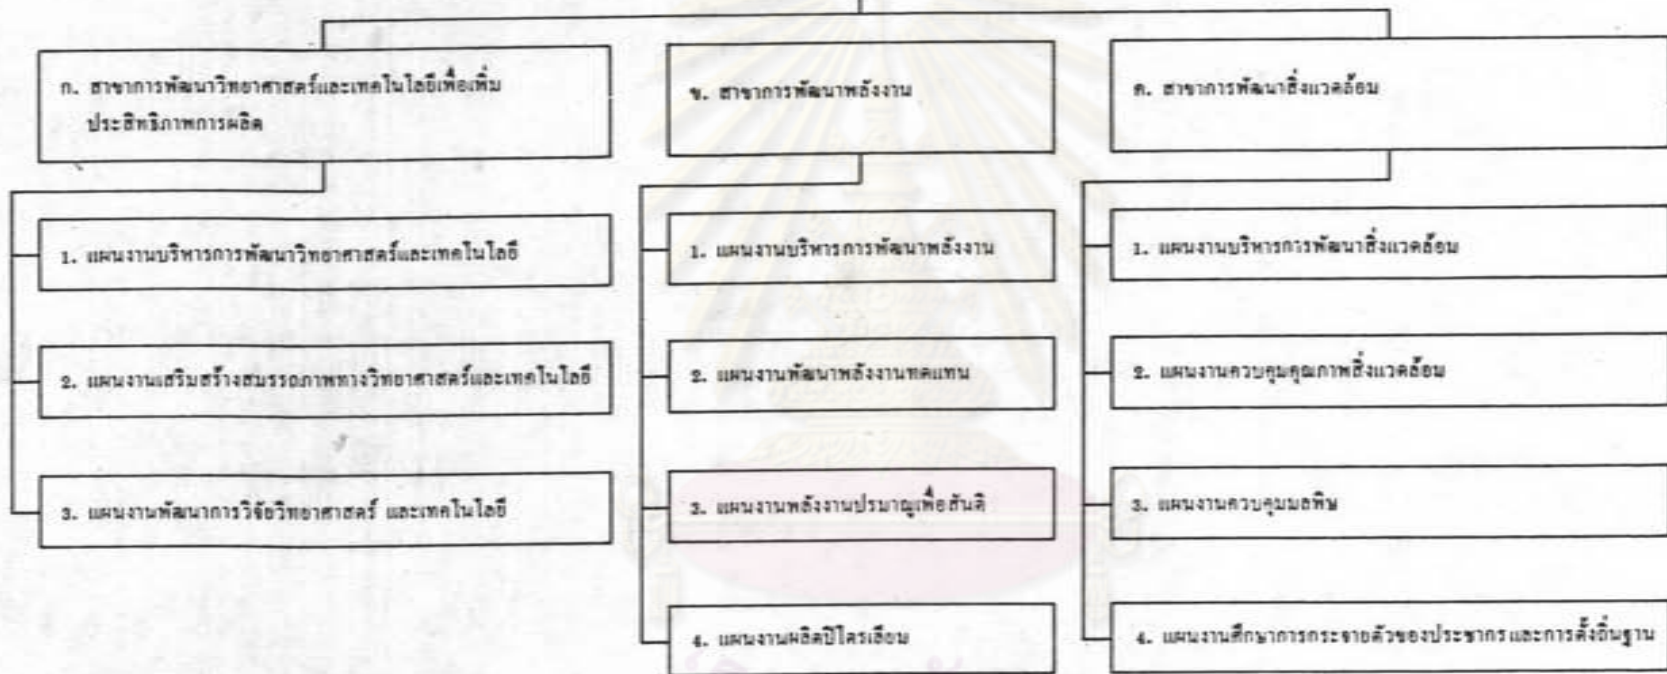 ก. สาขาการพัฒนาวิทยาศาสตร์และเทคโนโลยีเพื่อเพิ่ม
ประสิทธิภาพการผลิต
1. แผนงานบริหารการพัฒนาวิทยาศาสตร์และเทคโนโลยี
2. แผนงานเสริมสร้างสมรรถภาพทางวิทยาศาสตร์และเทคโนโลยี
3. แผนงานพัฒนาการวิจัยวิทยาศาสตร์ และเทคโนโลยี
ข. สาขาการพัฒนาพลังงาน
1. แผนงานบริหารการพัฒนาพลังงาน
2. แผนงานพัฒนาพลังงานทดแทน
3. แผนงานพลังงานปรมาณูเพื่อสันติ
4. แผนงานผลิตปิโตรเลียม
ค. สาขาการพัฒนาสิ่งแวดล้อม
1. แผนงานบริหารการพัฒนาสิ่งแวดล้อม
2. แผนงานควบคุมคุณภาพสิ่งแวดล้อม
3. แผนงานควบคุมมลพิษ
4. แผนงานศึกษาการกระจายตัวของประชากรและการตั้งถิ่นฐาน